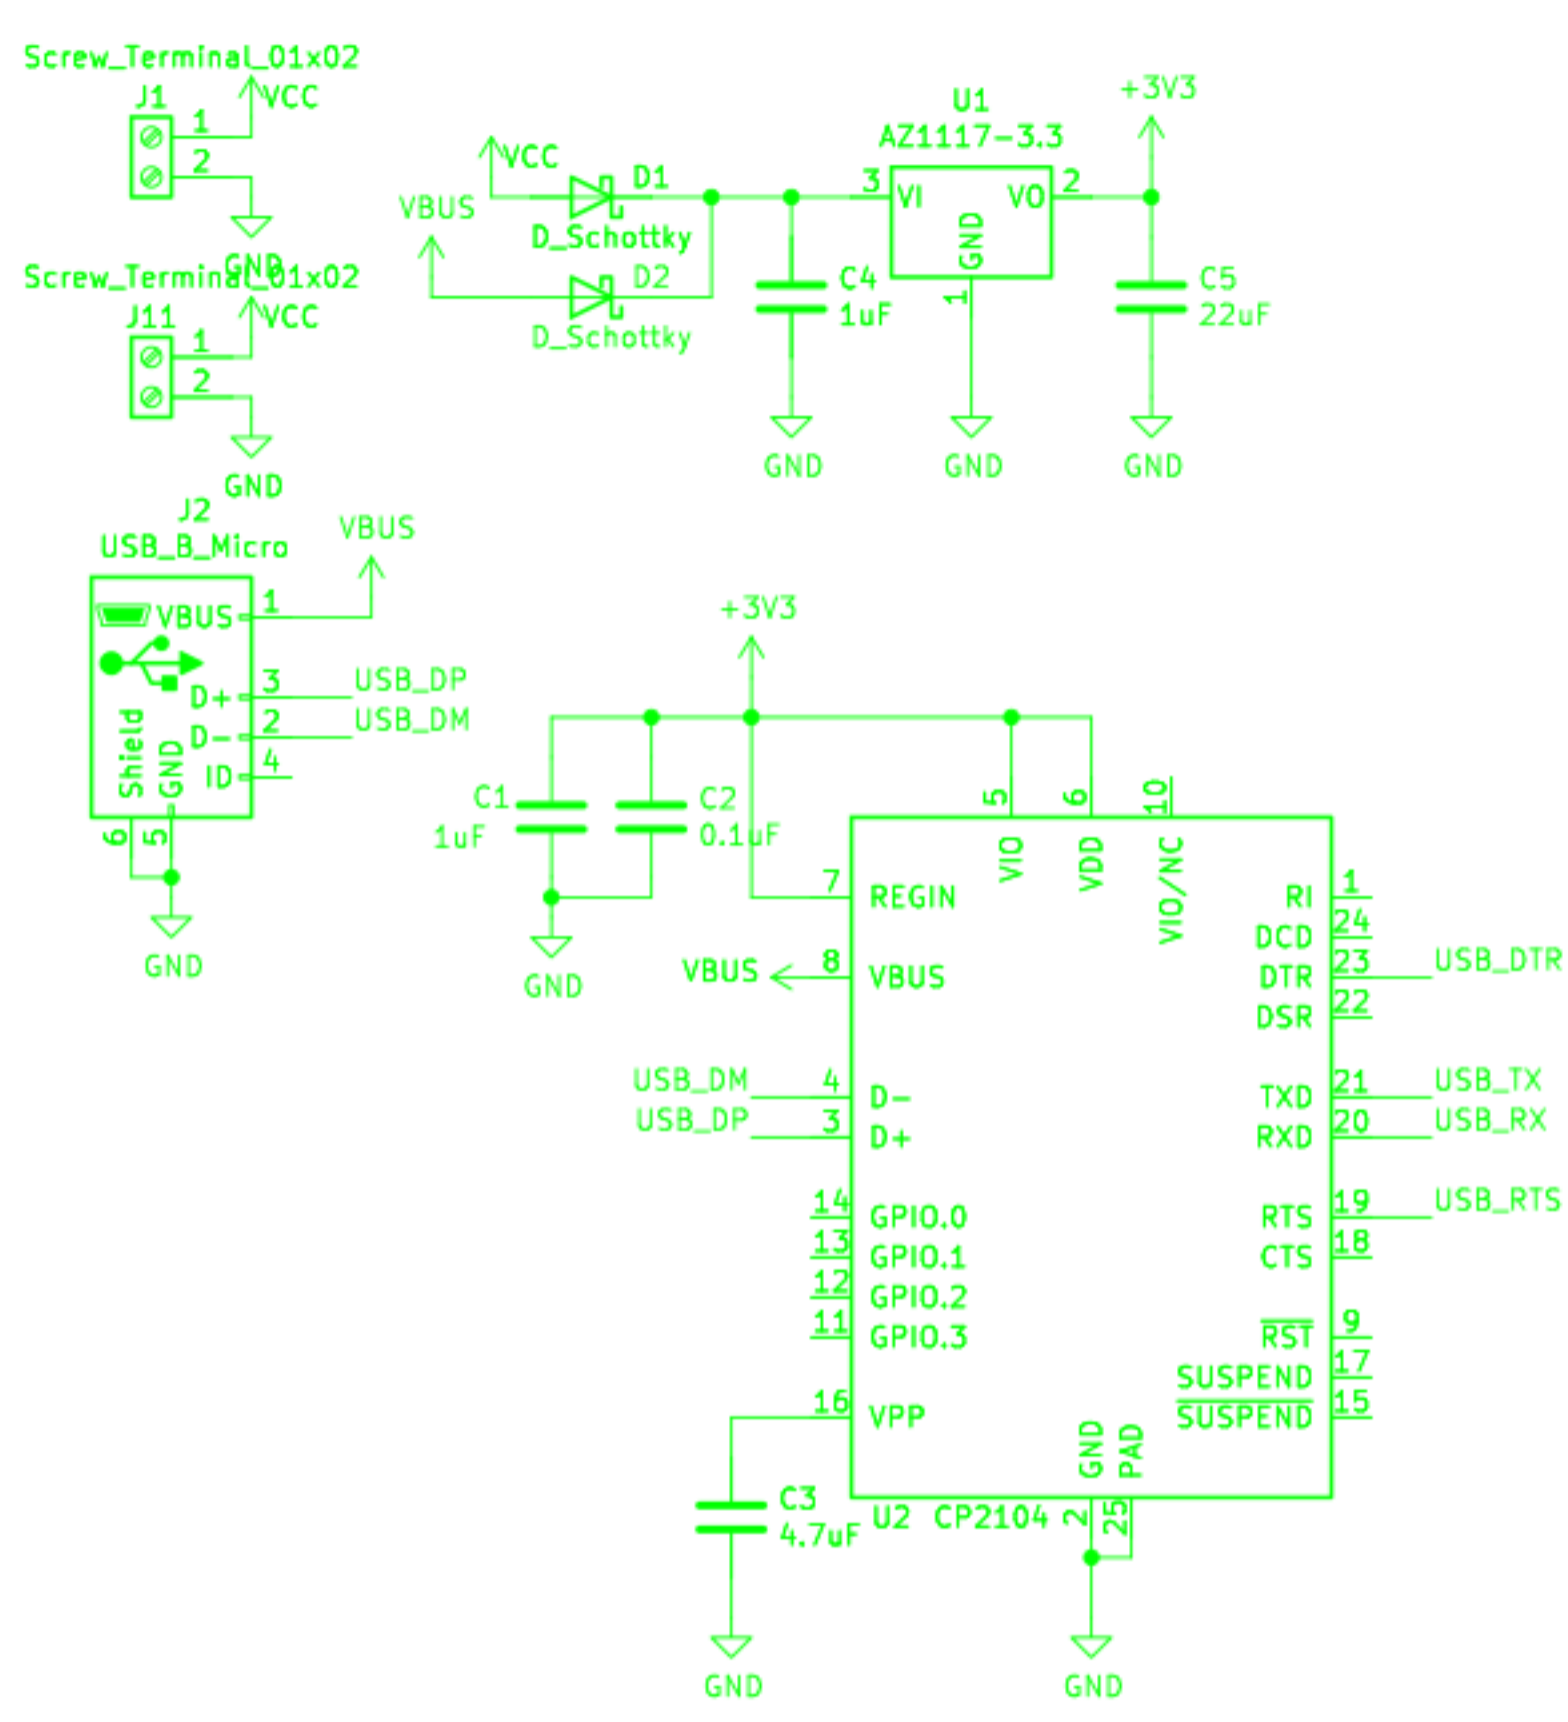 Screw_Terminal_01x02
J1
VCC
1
2
GND
Screw_Terminal_01x02
J11
VCC
1
2
GND
VCC
D1
D_Schottky
VBUS
D2
D_Schottky
U1
AZ1117-3.3
3
VI
VO
2
GND
1
C4
1uF
+3V3
C5
22uF
GND
GND
GND
J2
USB_B_Micro
VBUS
VBUS
1
D+
3
USB_DP
D-
2
USB_DM
ID
4
Shield
GND
6
5
GND
+3V3
C1
1uF
C2
0.1uF
GND
5
6
10
VIO
VDD
VIO/NC
7
REGIN
VBUS
8
VBUS
USB_DM
4
D-
USB_DP
3
D+
14
GPIO.0
13
GPIO.1
12
GPIO.2
11
GPIO.3
16
VPP
RI
1
DCD
24
DTR
23
USB_DTR
DSR
22
TXD
21
USB_TX
RXD
20
USB_RX
RTS
19
USB_RTS
CTS
18
RST
9
SUSPEND
17
SUSPEND
15
GND
PAD
C3
4.7uF
U2
CP2104
2
25
GND
GND